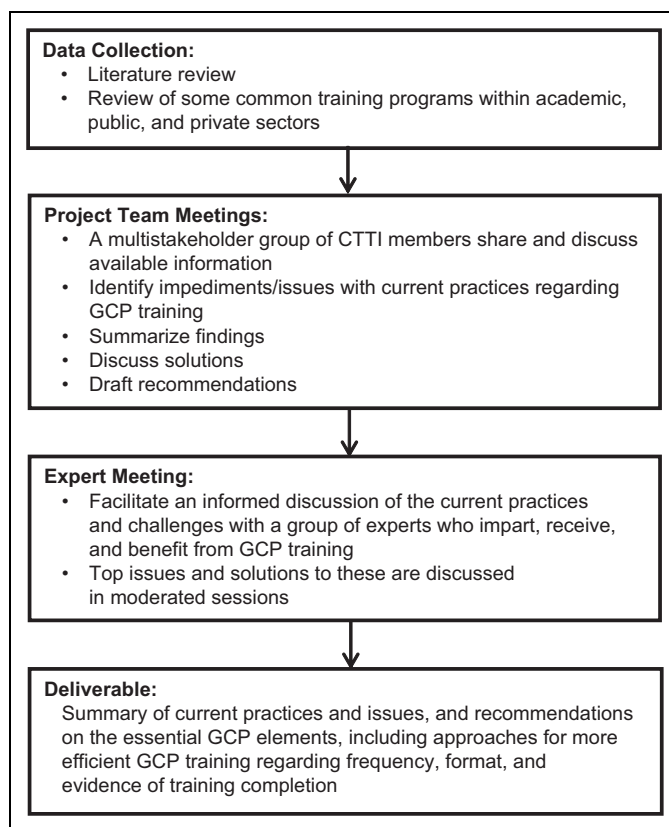 Data Collection:
• Literature review
• Review of some common training programs within academic,
public, and private sectors
Project Team Meetings:
• A multistakeholder group of CTTI members share and discuss
available information
• Identify impediments/issues with current practices regarding
GCP training
• Summarize findings
• Discuss solutions
• Draft recommendations
Expert Meeting:
• Facilitate an informed discussion of the current practices
and challenges with a group of experts who impart, receive,
and benefit from GCP training
• Top issues and solutions to these are discussed
in moderated sessions
Deliverable:
Summary of current practices and issues, and recommendations
on the essential GCP elements, including approaches for more
efficient GCP training regarding frequency, format, and
evidence of training completion